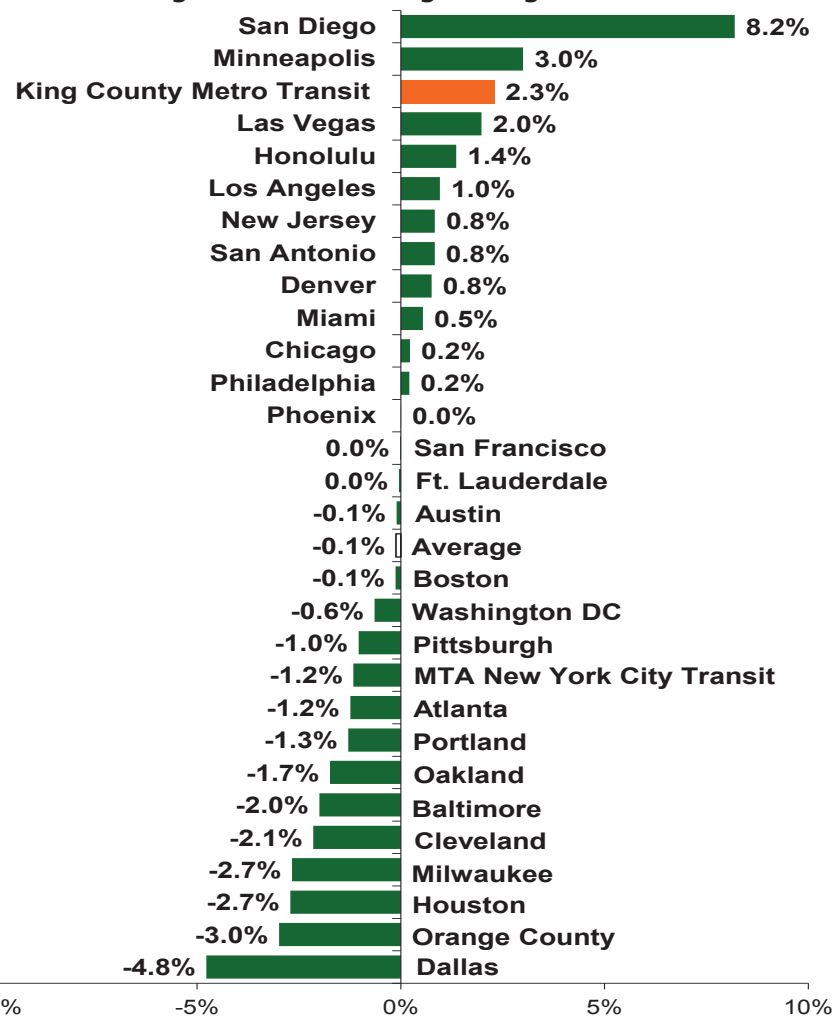 San Diego 8.2%
Minneapolis 3.0%
King County Metro Transit 2.3%
Las Vegas 2.0%
Honolulu 1.4%
Los Angeles 1.0%
New Jersey 0.8%
San Antonio 0.8%
Denver 0.8%
Miami 0.5%
Chicago 0.2%
Philadelphia 0.2%
Phoenix 0.0%
0.0% San Francisco
0.0% Ft. Lauderdale
-0.1% Austin
-0.1% Average
-0.1% Boston
-0.6% Washington DC
-1.0% Pittsburgh
-1.2% MTA New York City Transit
-1.2% Atlanta
-1.3% Portland
-1.7% Oakland
-2.0% Baltimore
-2.1% Cleveland
-2.7% Milwaukee
-2.7% Houston
-3.0% Orange County
-4.8% Dallas
% -5% 0% 5% 10%